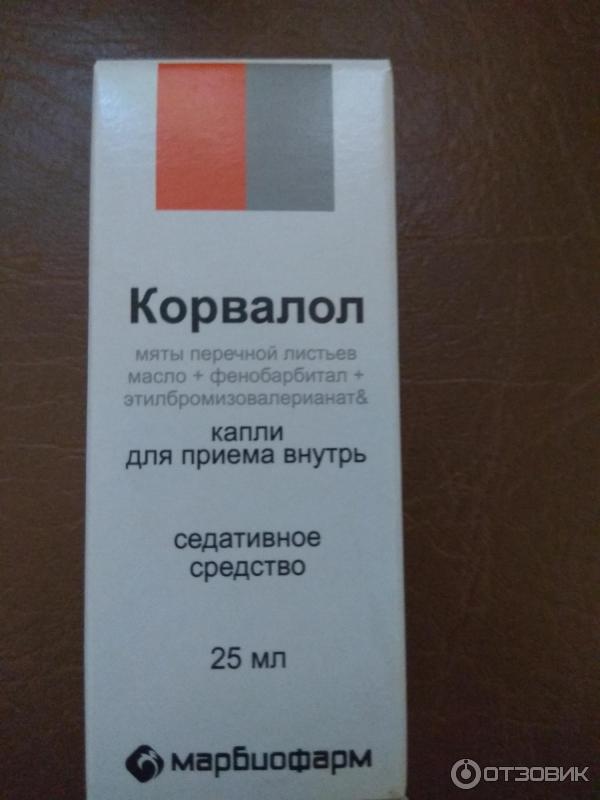 Корвалол
мяты перечной листьев
масло + фенобарбитал +
этилбромизовалерианат&
капли
для приема внутрь
седативное
средство
25 мл
марбиофарм
ОТЗОВИК